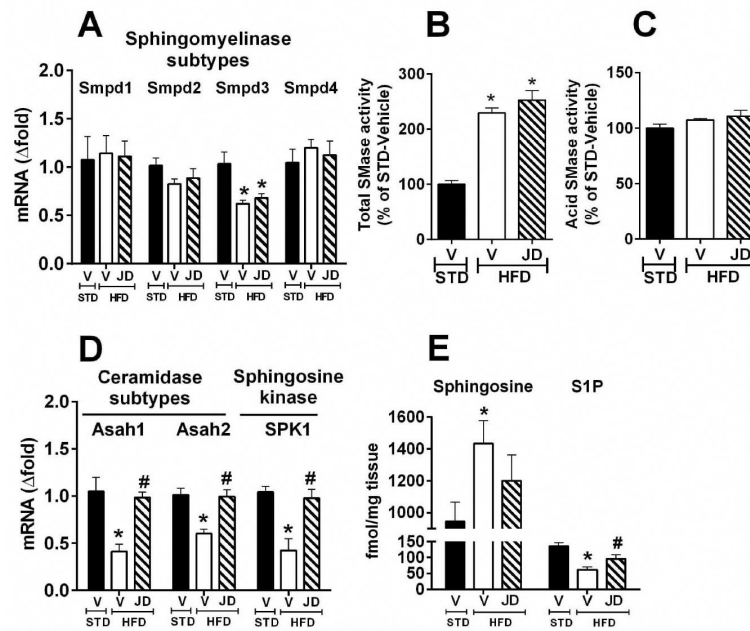 A
Sphingomyelinase
subtypes
Smpd1 Smpd2 Smpd3 Smpd4
mRNA (Δfold)
2.0
1.5
1.0
0.5
0.0
* *
V V JD V V JD V V JD V V JD
STD HFD STD HFD STD HFD STD HFD
B
Total SMase activity
(% of STD-Vehicle)
300
250
200
150
100
50
0
* *
V V JD
STD HFD
C
Acid SMase activity
(% of STD-Vehicle)
150
100
50
0
V V JD
STD HFD
D
Ceramidase
subtypes
Sphingosine
kinase
Asah1 Asah2 SPK1
mRNA (Δfold)
2.0
1.5
1.0
0.5
0.0
* # * # * #
V V JD V V JD V V JD
STD HFD STD HFD STD HFD
E
Sphingosine S1P
fmol/mg tissue
1600
1400
1200
1000
150
100
50
0
* * #
V V JD V V JD
STD HFD STD HFD